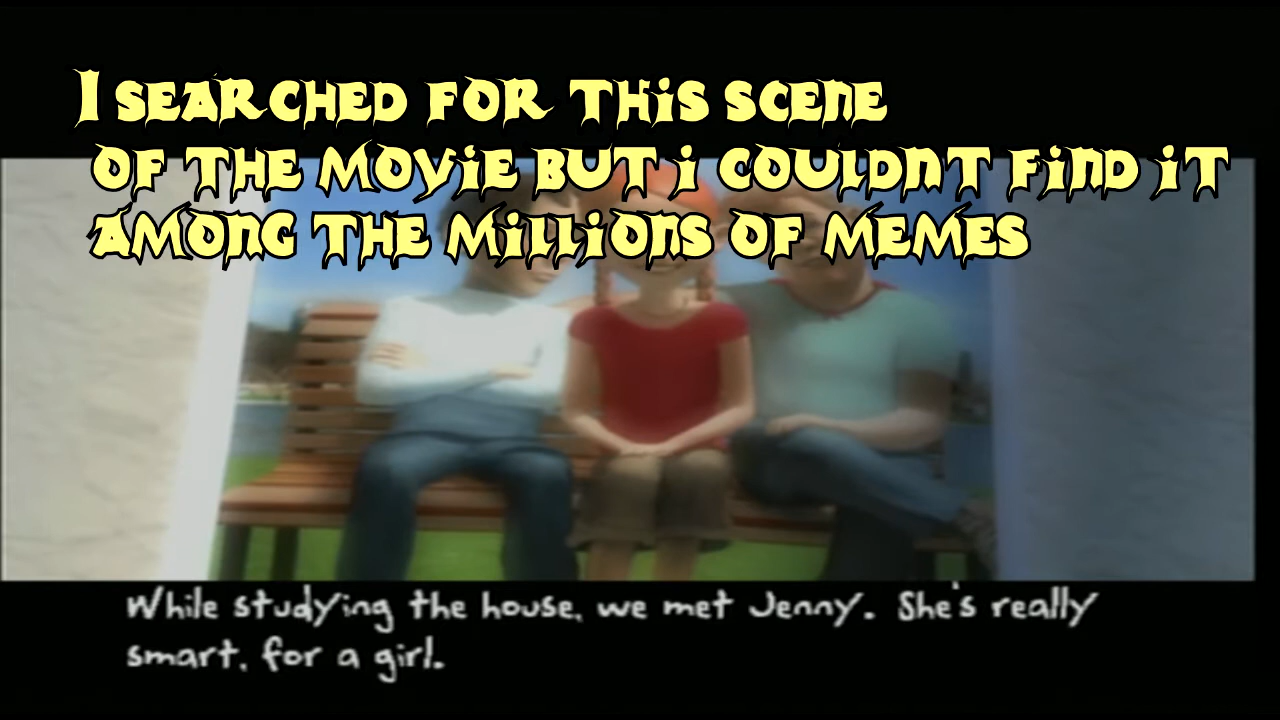 I searched for this scene
of the movie but i couldnt find it
among the millions of memes
While studying the house, we met Jenny. She's really
smart, for a girl.